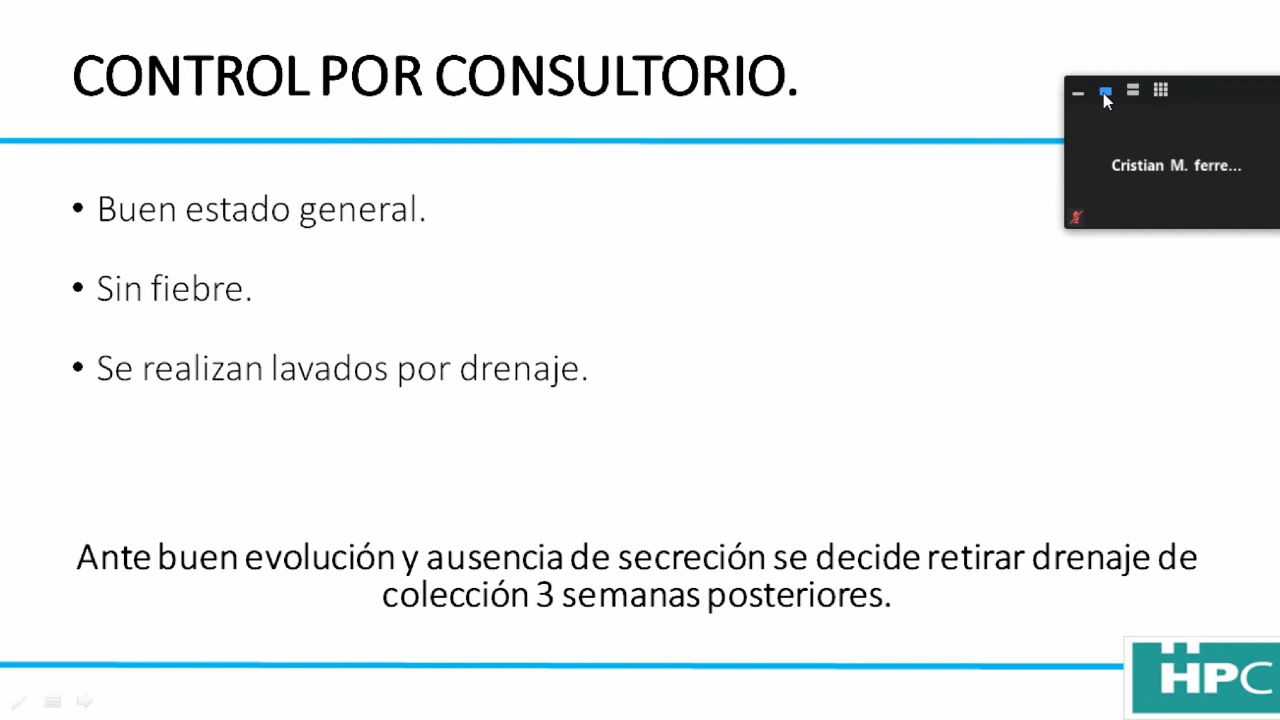 CONTROL POR CONSULTORIO.
Cristian M. ferre...
• Buen estado general.
• Sin fiebre.
• Se realizan lavados por drenaje.
Ante buen evolución y ausencia de secreción se decide retirar drenaje de
colección 3 semanas posteriores.
HPC